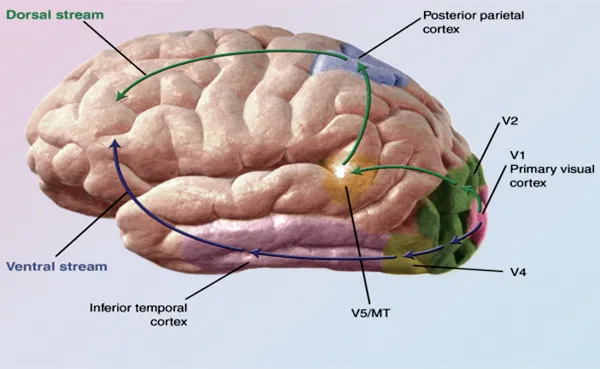 Dorsal stream
Posterior parietal
cortex
V2
V1
Primary visual
cortex
Ventral stream
V4
Inferior temporal
cortex
V5/MT